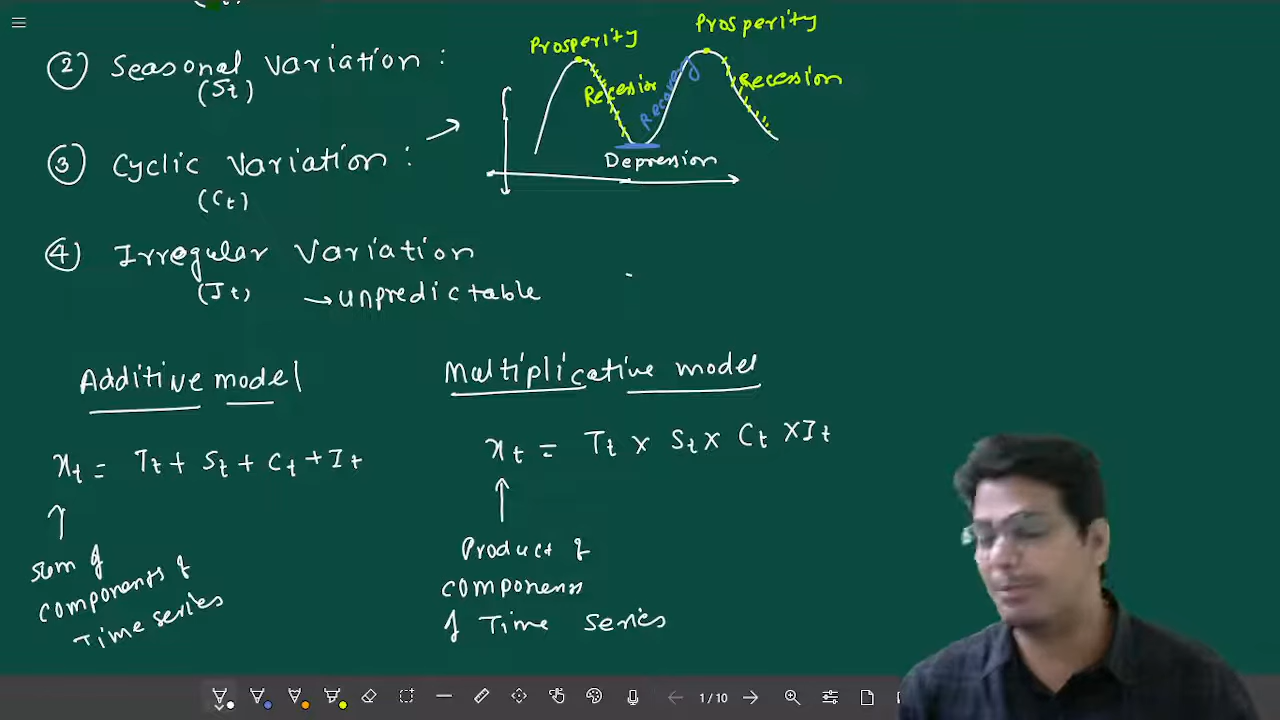 ② Seasonal Variation :
(St)
Prosperity
Prosperity
Recession
Recovery
Recession
Depression
③ Cyclic Variation :
(Ct)
④ Irregular Variation
(It) → unpredictable
Additive model
xt = Tt + St + Ct + It
↑
sum of
components of
Time series
Multiplicative model
xt = Tt x St x Ct x It
↑
Product of
components
of Time series
1/10